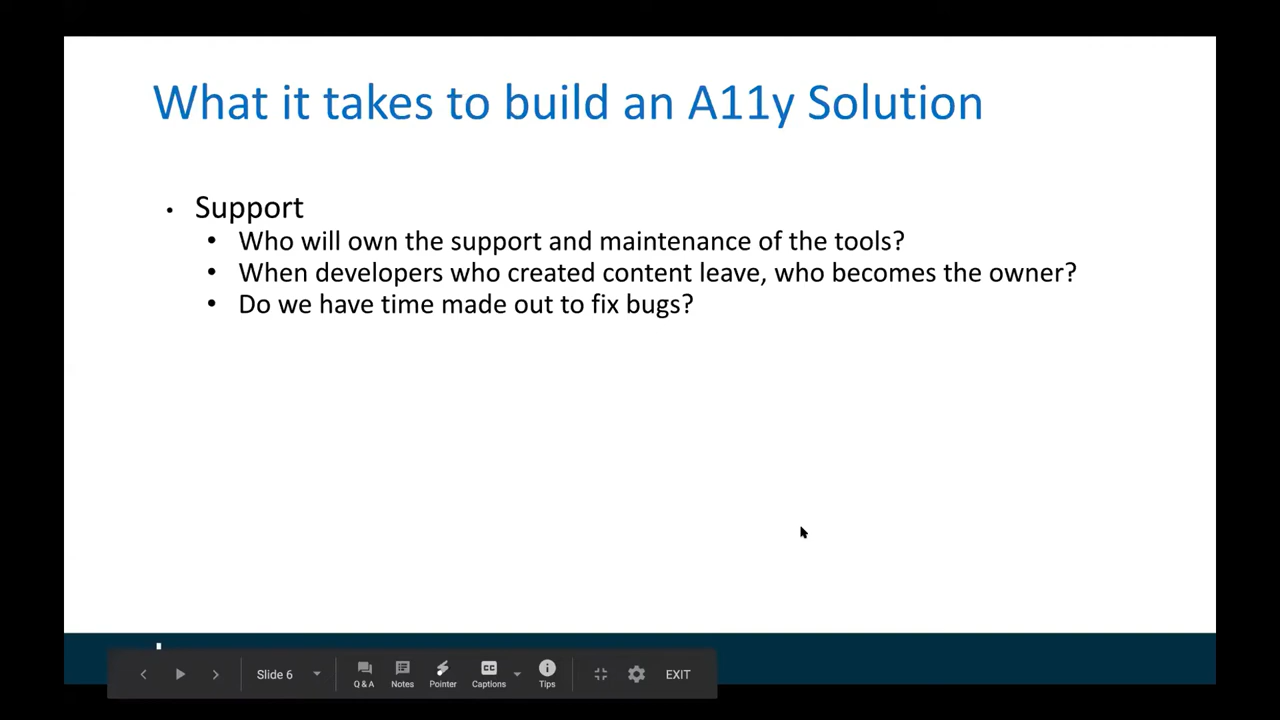 What it takes to build an A11y Solution
• Support
• Who will own the support and maintenance of the tools?
• When developers who created content leave, who becomes the owner?
• Do we have time made out to fix bugs?
Slide 6
Q & A
Notes
Pointer
CC
Captions
Tips
EXIT